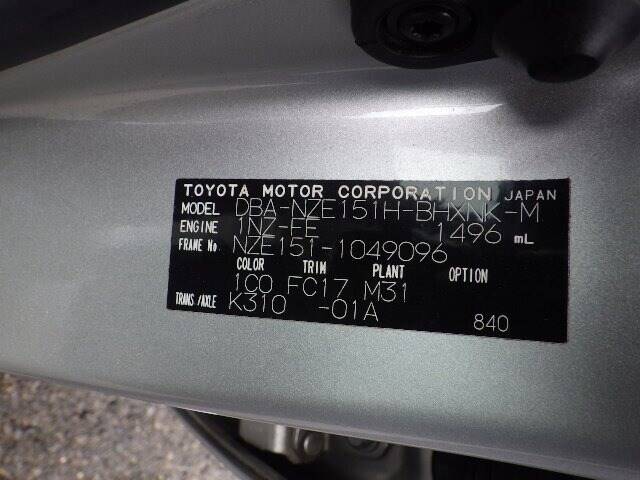 TOYOTA MOTOR CORPORATION JAPAN
MODEL DBA-NZE151H-BHXNK-M
ENGINE 1NZ-FE 1496 mL
FRAME No. NZE151-1049096
COLOR TRIM PLANT OPTION
1C0 FC17 M31
TRANS/AXLE K310 -01A
840